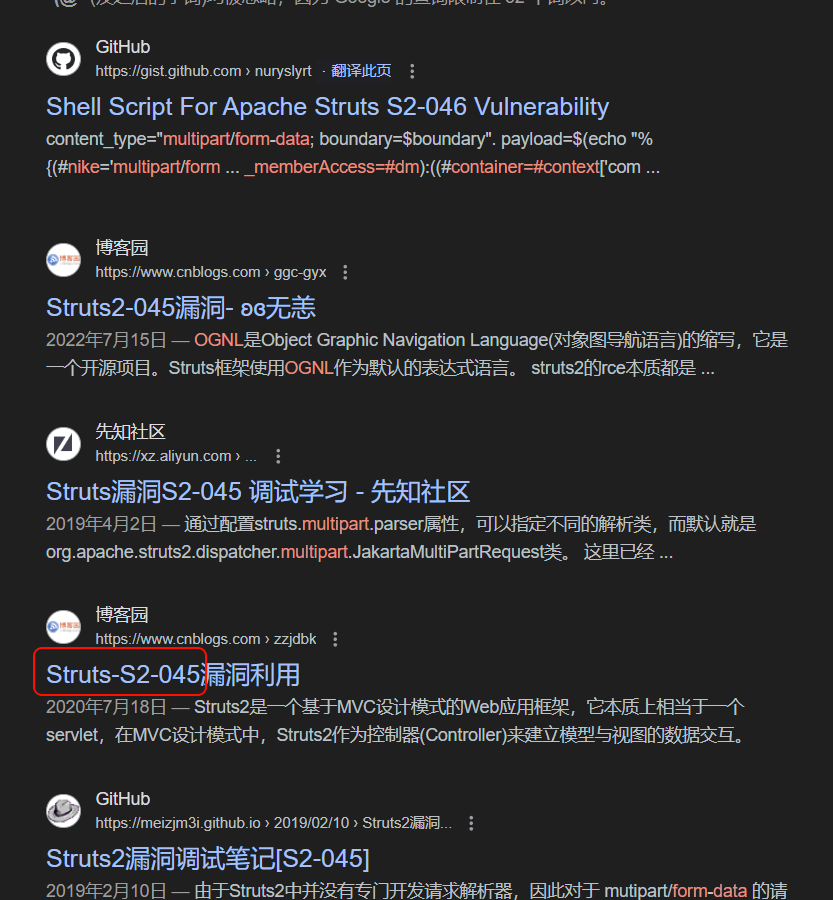 GitHub
https://gist.github.com › nuryslyrt · 翻译此页
Shell Script For Apache Struts S2-046 Vulnerability
content_type="multipart/form-data; boundary=$boundary". payload=$(echo "%
{(#nike='multipart/form ... _memberAccess=#dm):((#container=#context['com ...
博客园
https://www.cnblogs.com › ggc-gyx
Struts2-045漏洞- ʚɞ无恙
2022年7月15日 — OGNL是Object Graphic Navigation Language(对象图导航语言)的缩写，它是
一个开源项目。Struts框架使用OGNL作为默认的表达式语言。 struts2的rce本质都是 ...
先知社区
https://xz.aliyun.com › ...
Struts漏洞S2-045 调试学习 - 先知社区
2019年4月2日 — 通过配置struts.multipart.parser属性，可以指定不同的解析类，而默认就是
org.apache.struts2.dispatcher.multipart.JakartaMultiPartRequest类。 这里已经 ...
博客园
https://www.cnblogs.com › zzjdbk
Struts-S2-045漏洞利用
2020年7月18日 — Struts2是一个基于MVC设计模式的Web应用框架，它本质上相当于一个
servlet，在MVC设计模式中，Struts2作为控制器(Controller)来建立模型与视图的数据交互。
GitHub
https://meizjm3i.github.io › 2019/02/10 › Struts2漏洞...
Struts2漏洞调试笔记[S2-045]
2019年2月10日 — 由于Struts2中并没有专门开发请求解析器，因此对于 mutipart/form-data 的请